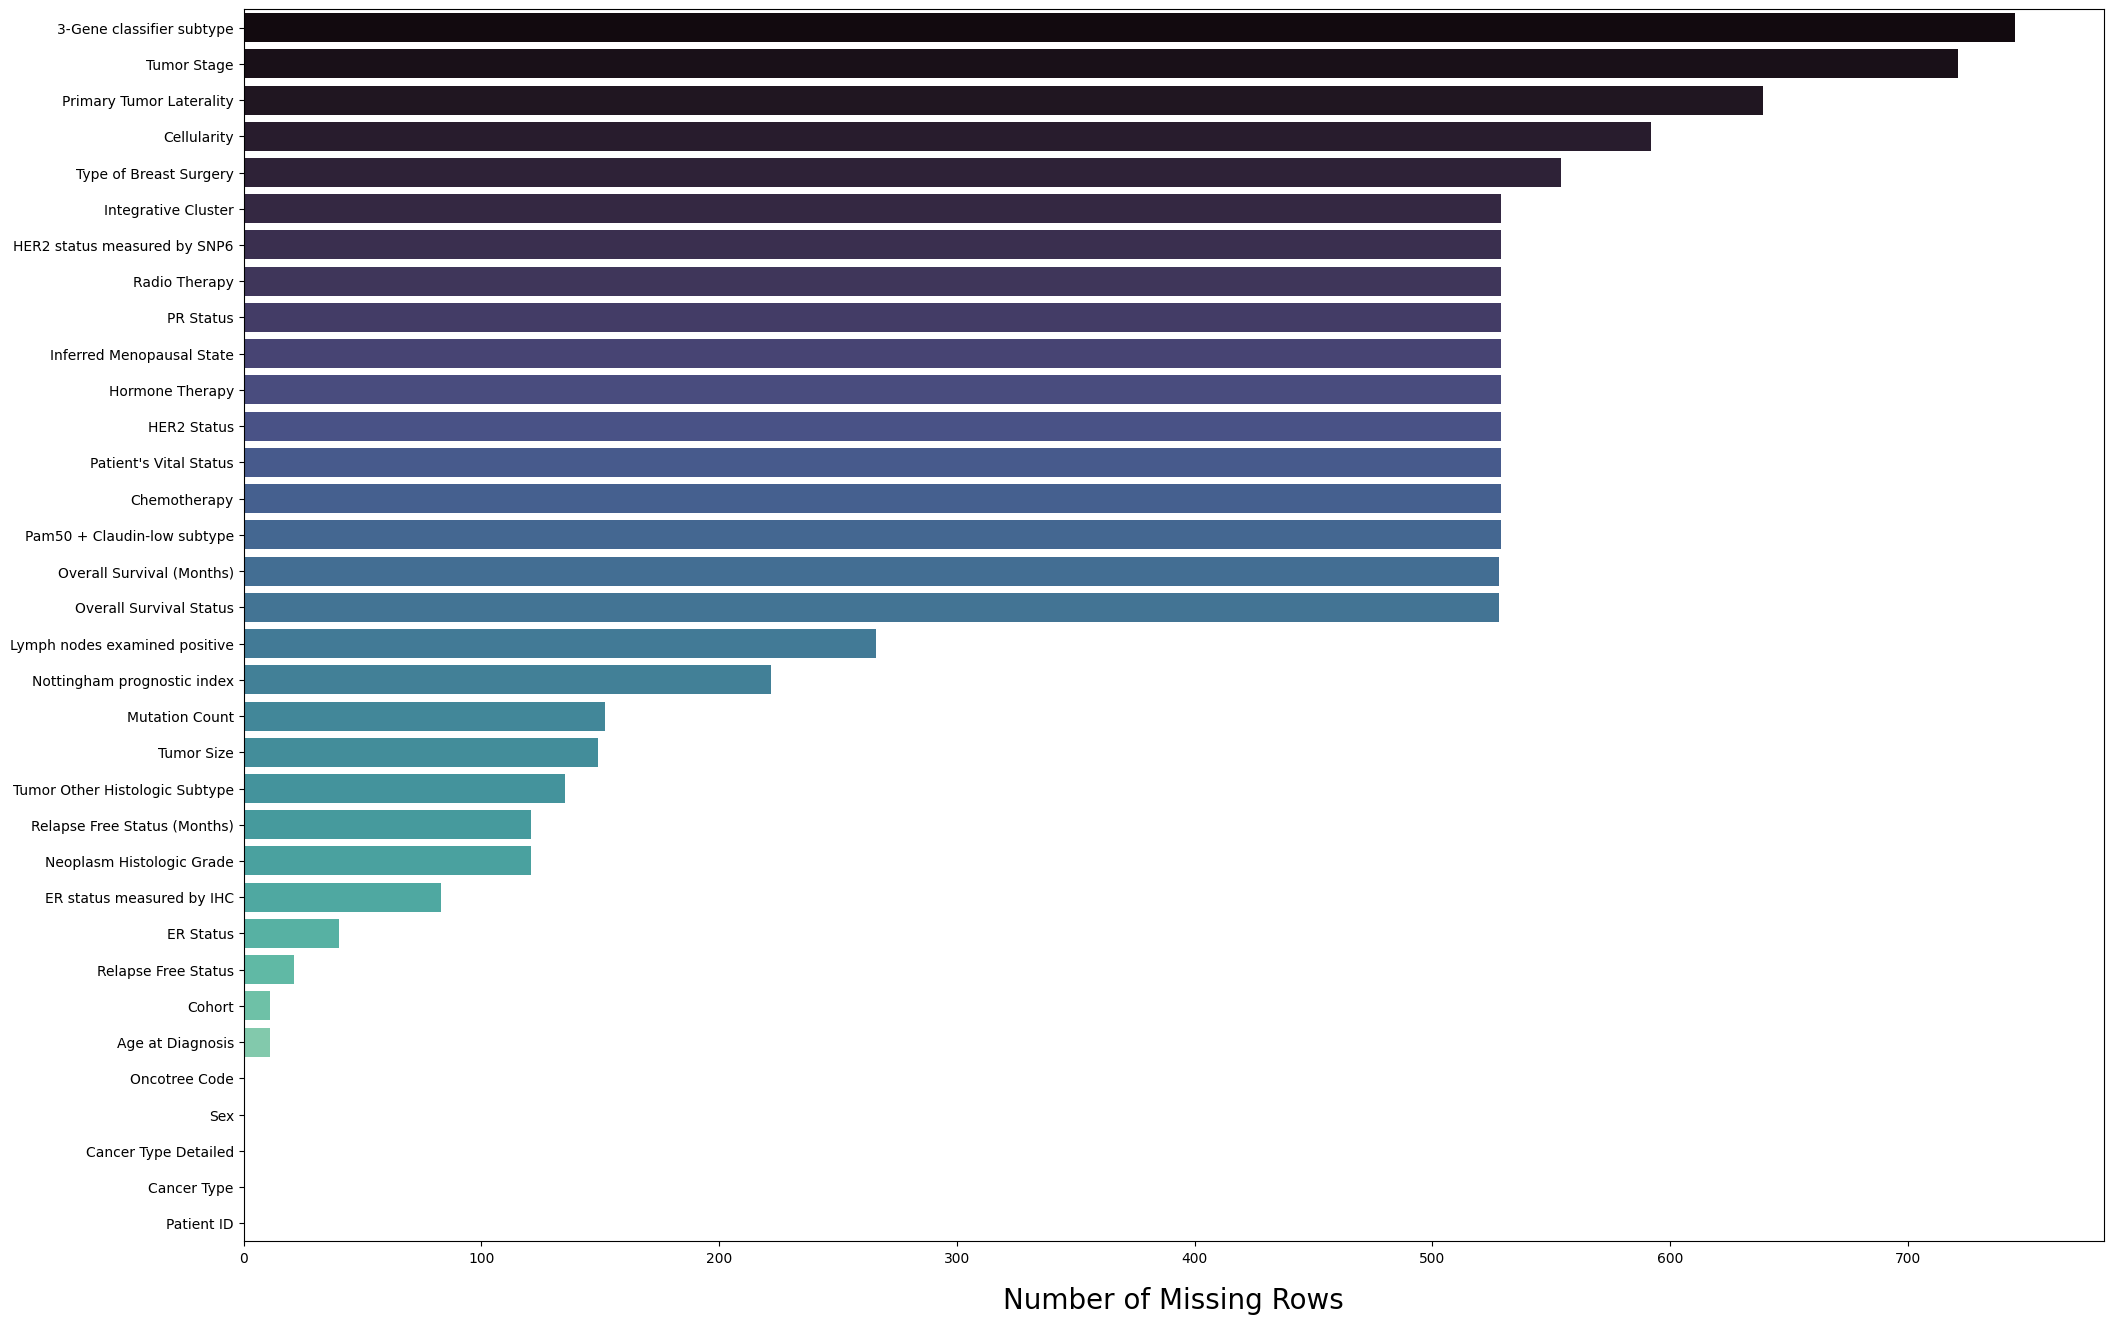 3-Gene classifier subtype
Tumor Stage
Primary Tumor Laterality
Cellularity
Type of Breast Surgery
Integrative Cluster
HER2 status measured by SNP6
Radio Therapy
PR Status
Inferred Menopausal State
Hormone Therapy
HER2 Status
Patient's Vital Status
Chemotherapy
Pam50 + Claudin-low subtype
Overall Survival (Months)
Overall Survival Status
Lymph nodes examined positive
Nottingham prognostic index
Mutation Count
Tumor Size
Tumor Other Histologic Subtype
Relapse Free Status (Months)
Neoplasm Histologic Grade
ER status measured by IHC
ER Status
Relapse Free Status
Cohort
Age at Diagnosis
Oncotree Code
Sex
Cancer Type Detailed
Cancer Type
Patient ID
0 100 200 300 400 500 600 700
Number of Missing Rows